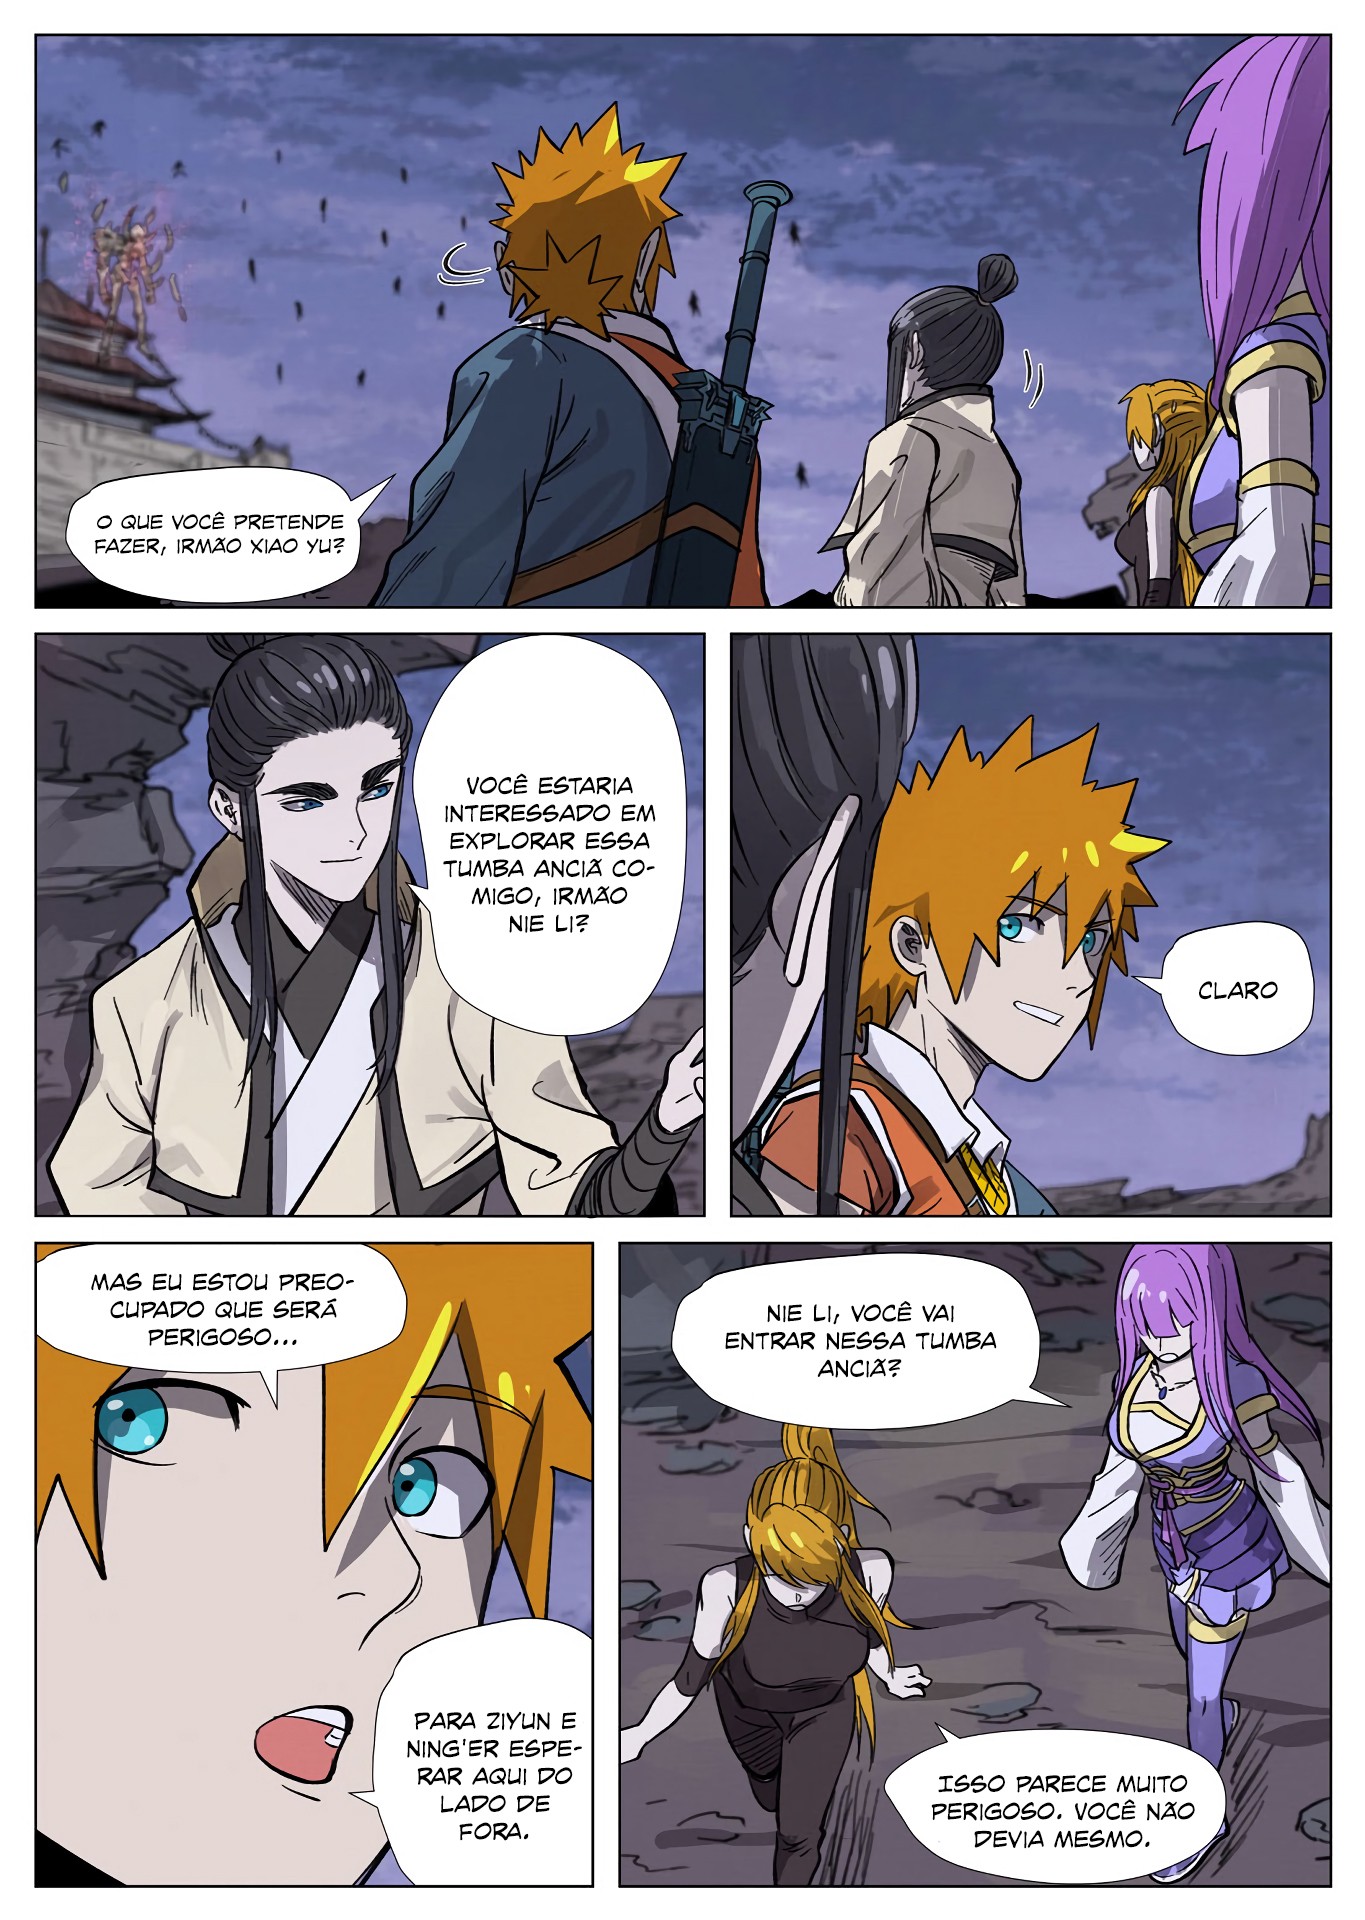 O QUE VOCÊ PRETENDE
FAZER, IRMÃO XIAO YU?
VOCÊ ESTARIA
INTERESSADO EM
EXPLORAR ESSA
TUMBA ANCIÃ CO-
MIGO, IRMÃO
NIE LI?
CLARO
MAS EU ESTOU PREO-
CUPADO QUE SERÁ
PERIGOSO...
PARA ZIYUN E
NING'ER ESPE-
RAR AQUI DO
LADO DE
FORA.
NIE LI, VOCÊ VAI
ENTRAR NESSA TUMBA
ANCIÃ?
ISSO PARECE MUITO
PERIGOSO. VOCÊ NÃO
DEVIA MESMO.